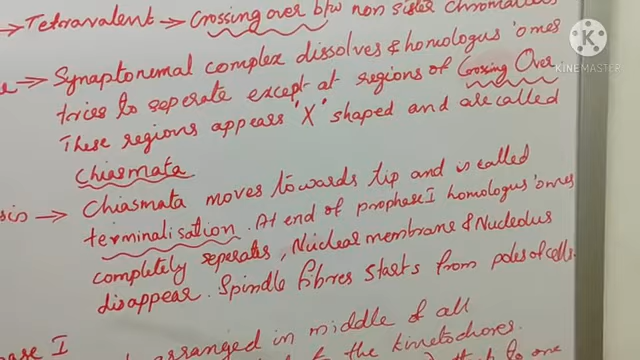 → Tetravalent → Crossing over b/w non sister chromatids
→ Synaptonemal complex dissolves & homologus 'omes
tries to seperate except at regions of Crossing Over
These regions appears 'X' shaped and are called
Chiasmata
→ Chiasmata moves towards tip and is called
terminalisation. At end of prophase I homologus 'omes
completely seperates, Nuclear membrane & Nucleolus
disappear. Spindle fibres starts from poles of cells.
I
arranged in middle of all
the kinetochores.
to one
KINEMASTER